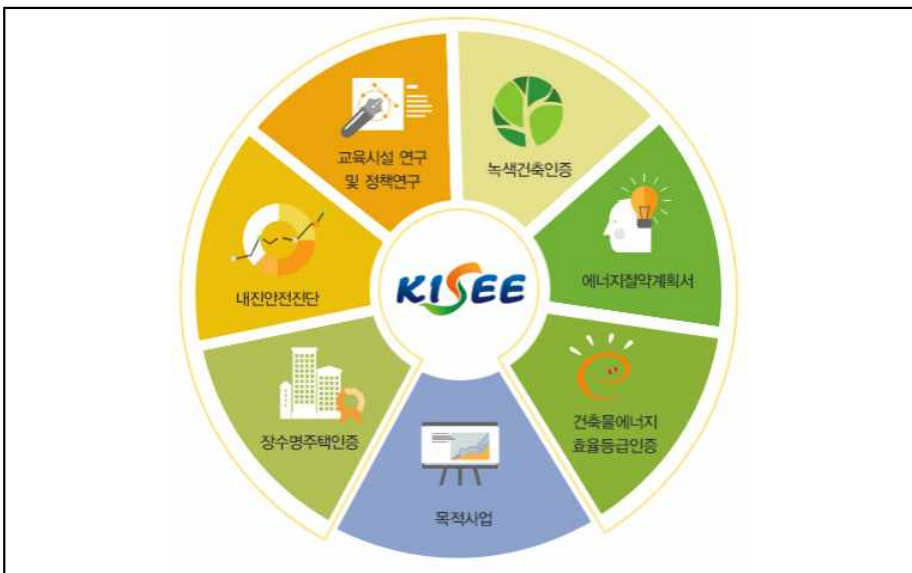 교육시설 연구
및 정책연구
녹색건축인증
내진안전진단
에너지절약계획서
KISEE
장수명주택인증
건축물에너지
효율등급인증
목적사업